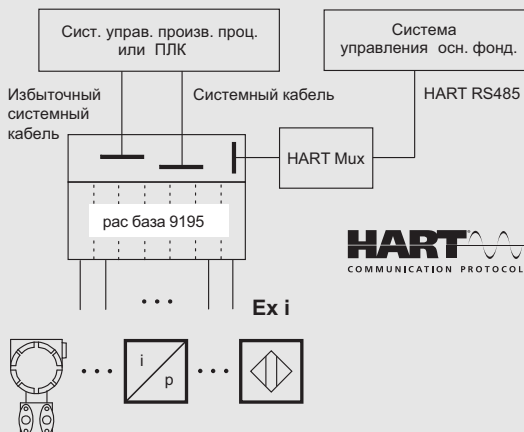 Сист. управ. произв. проц.
или ПЛК
Система
управления осн. фонд.
Избыточный
системный
кабель
Системный кабель
HART RS485
HART Mux
pac база 9195
HART
COMMUNICATION PROTOCOL
Ex i
i
p